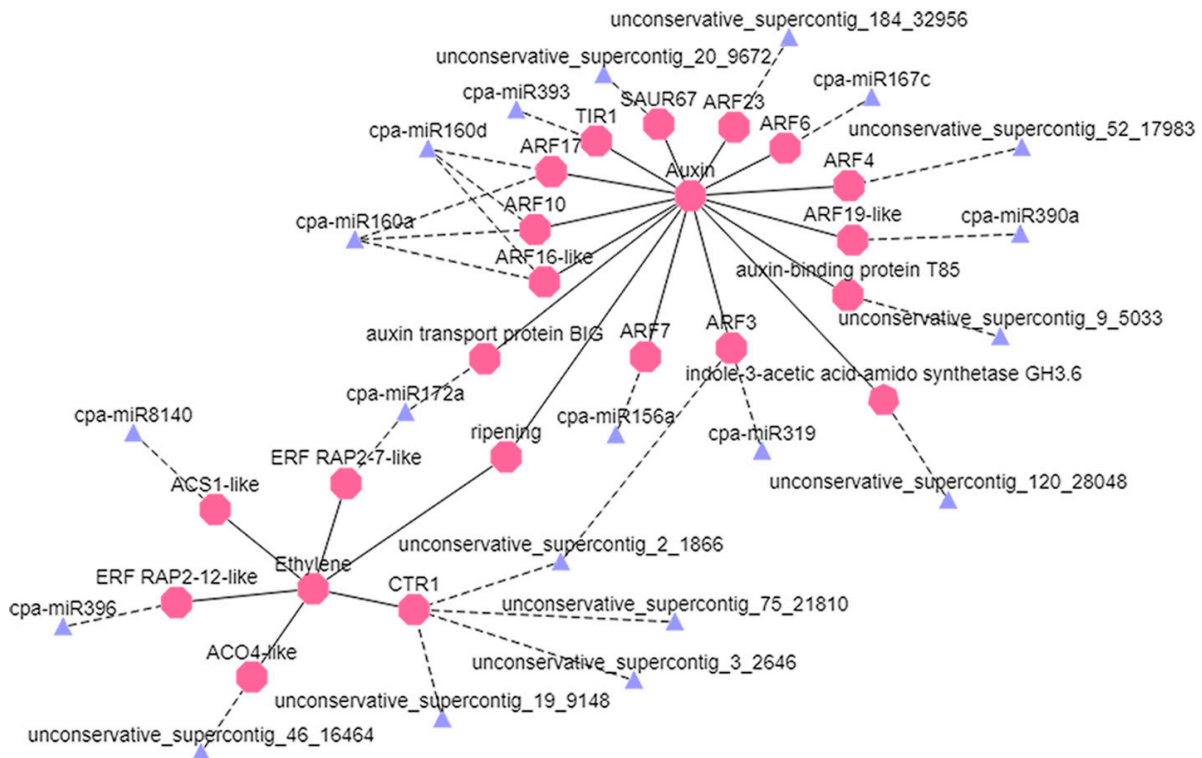 unconservative_supercontig_184_32956
unconservative_supercontig_20_9672
cpa-miR167c
cpa-miR393
SAUR67
ARF23
TIR1
ARF6
cpa-miR160d
unconservative_supercontig_52_17983
ARF17
Auxin
ARF4
ARF10
ARF19-like
cpa-miR390a
cpa-miR160a
ARF16-like
auxin-binding protein T85
unconservative_supercontig_9_5033
auxin transport protein BIG
ARF7
ARF3
indole-3-acetic acid-amido synthetase GH3.6
cpa-miR172a
cpa-miR8140
cpa-miR156a
ripening
cpa-miR319
ERF RAP2-7-like
ACS1-like
unconservative_supercontig_120_28048
unconservative_supercontig_2_1866
Ethylene
ERF RAP2-12-like
CTR1
cpa-miR396
unconservative_supercontig_75_21810
ACO4-like
unconservative_supercontig_3_2646
unconservative_supercontig_19_9148
unconservative_supercontig_46_16464